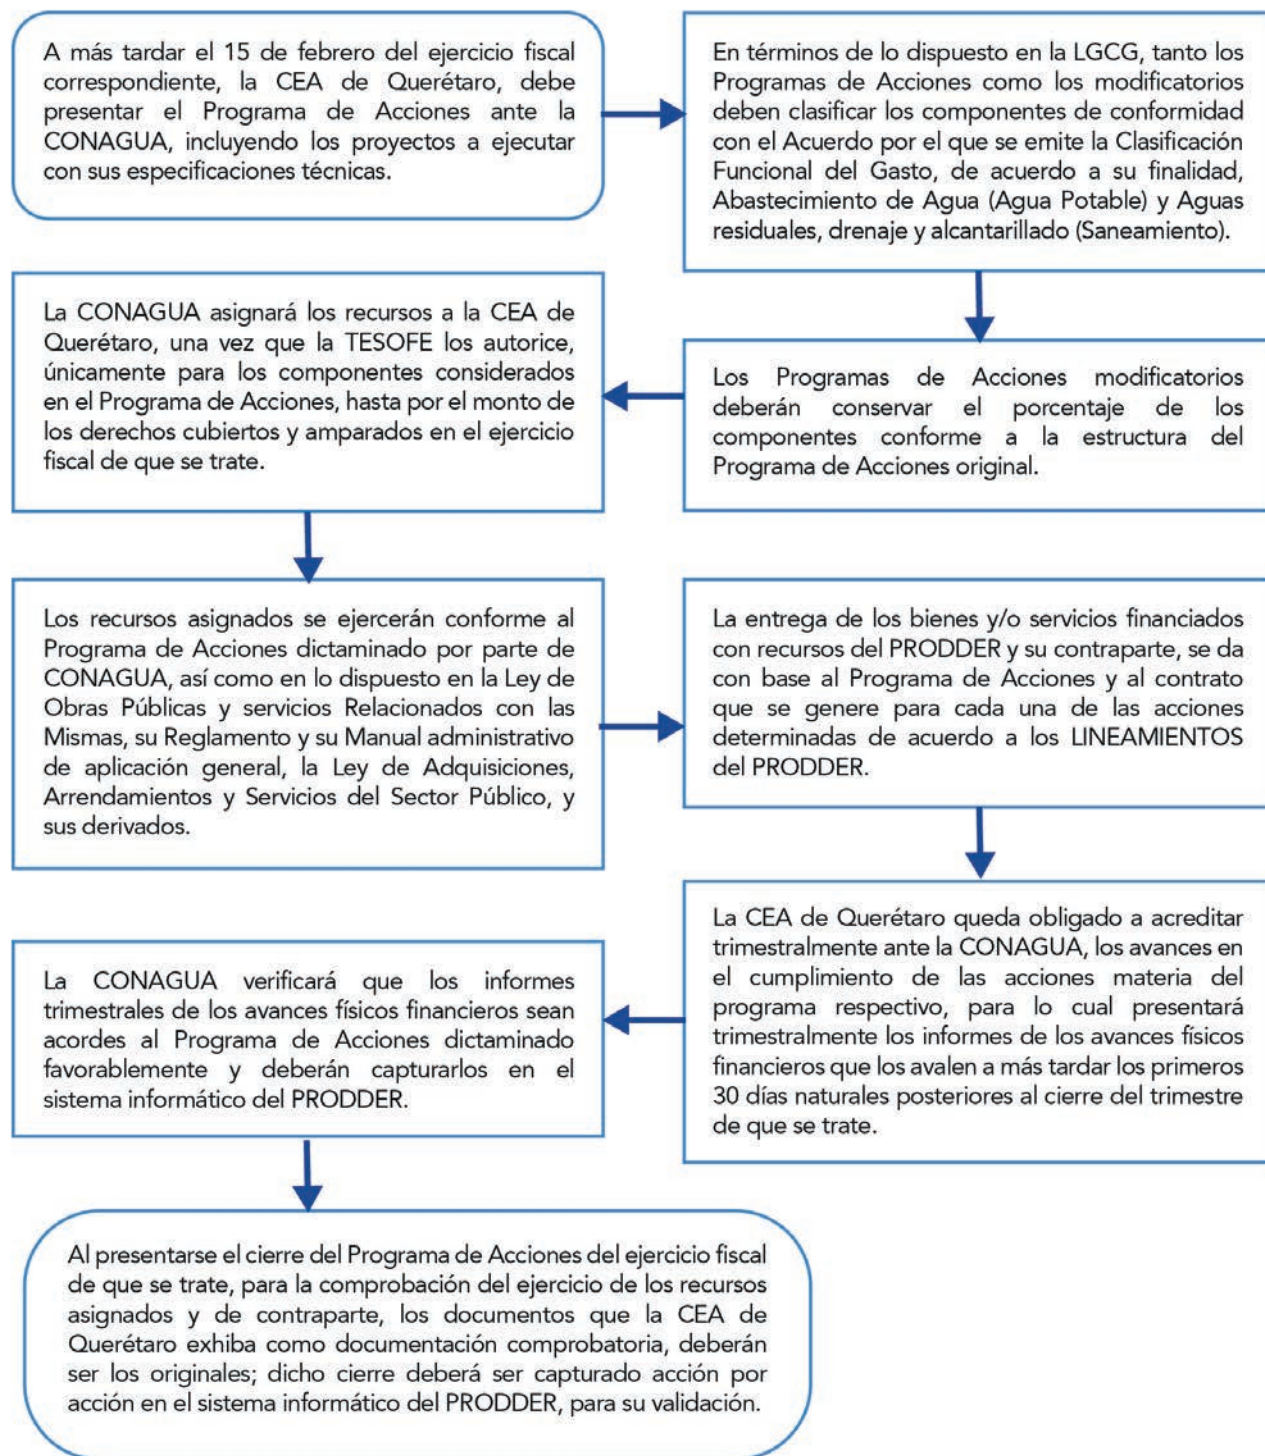 A más tardar el 15 de febrero del ejercicio fiscal
correspondiente, la CEA de Querétaro, debe
presentar el Programa de Acciones ante la
CONAGUA, incluyendo los proyectos a ejecutar
con sus especificaciones técnicas.
En términos de lo dispuesto en la LGCG, tanto los
Programas de Acciones como los modificatorios
deben clasificar los componentes de conformidad
con el Acuerdo por el que se emite la Clasificación
Funcional del Gasto, de acuerdo a su finalidad,
Abastecimiento de Agua (Agua Potable) y Aguas
residuales, drenaje y alcantarillado (Saneamiento).
Los Programas de Acciones modificatorios
deberán conservar el porcentaje de los
componentes conforme a la estructura del
Programa de Acciones original.
La CONAGUA asignará los recursos a la CEA de
Querétaro, una vez que la TESOFE los autorice,
únicamente para los componentes considerados
en el Programa de Acciones, hasta por el monto de
los derechos cubiertos y amparados en el ejercicio
fiscal de que se trate.
Los recursos asignados se ejercerán conforme al
Programa de Acciones dictaminado por parte de
CONAGUA, así como en lo dispuesto en la Ley de
Obras Públicas y servicios Relacionados con las
Mismas, su Reglamento y su Manual administrativo
de aplicación general, la Ley de Adquisiciones,
Arrendamientos y Servicios del Sector Público, y
sus derivados.
La entrega de los bienes y/o servicios financiados
con recursos del PRODDER y su contraparte, se da
con base al Programa de Acciones y al contrato
que se genere para cada una de las acciones
determinadas de acuerdo a los LINEAMIENTOS
del PRODDER.
La CEA de Querétaro queda obligado a acreditar
trimestralmente ante la CONAGUA, los avances en
el cumplimiento de las acciones materia del
programa respectivo, para lo cual presentará
trimestralmente los informes de los avances físicos
financieros que los avalen a más tardar los primeros
30 días naturales posteriores al cierre del trimestre
de que se trate.
La CONAGUA verificará que los informes
trimestrales de los avances físicos financieros sean
acordes al Programa de Acciones dictaminado
favorablemente y deberán capturarlos en el
sistema informático del PRODDER.
Al presentarse el cierre del Programa de Acciones del ejercicio fiscal
de que se trate, para la comprobación del ejercicio de los recursos
asignados y de contraparte, los documentos que la CEA de
Querétaro exhiba como documentación comprobatoria, deberán
ser los originales; dicho cierre deberá ser capturado acción por
acción en el sistema informático del PRODDER, para su validación.